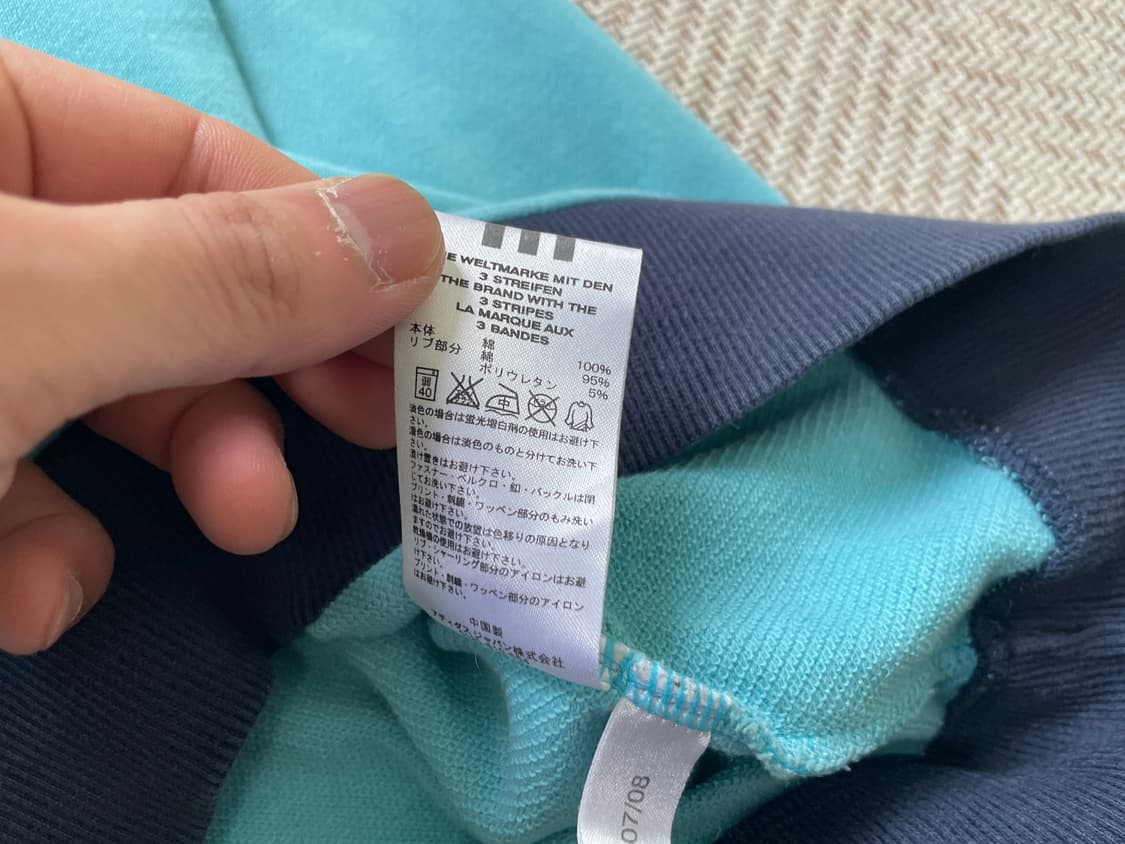 E WELTMARKE MIT DEN
3 STREIFEN
THE BRAND WITH THE
3 STRIPES
LA MARQUE AUX
3 BANDES
本体 綿 100%
リブ部分 綿 95%
ポリウレタン 5%
弱
40
中
淡色の場合は蛍光増白剤の使用はお避け下
さい。
濃色の場合は淡色のものと分けてお洗い下
さい。
漬け置きはお避け下さい。
ファスナー・ベルクロ・釦・バックルは閉
じてお洗い下さい。
プリント・刺繍・ワッペン部分のもみ洗い
はお避け下さい。
濡れた状態での放置は色移りの原因となり
ますのでお避け下さい。
乾燥機の使用はお避け下さい。
リブ・シャーリング部分のアイロンはお避
け下さい。
プリント・刺繍・ワッペン部分のアイロン
はお避け下さい。
中国製
アディダス ジャパン株式会社
07/08